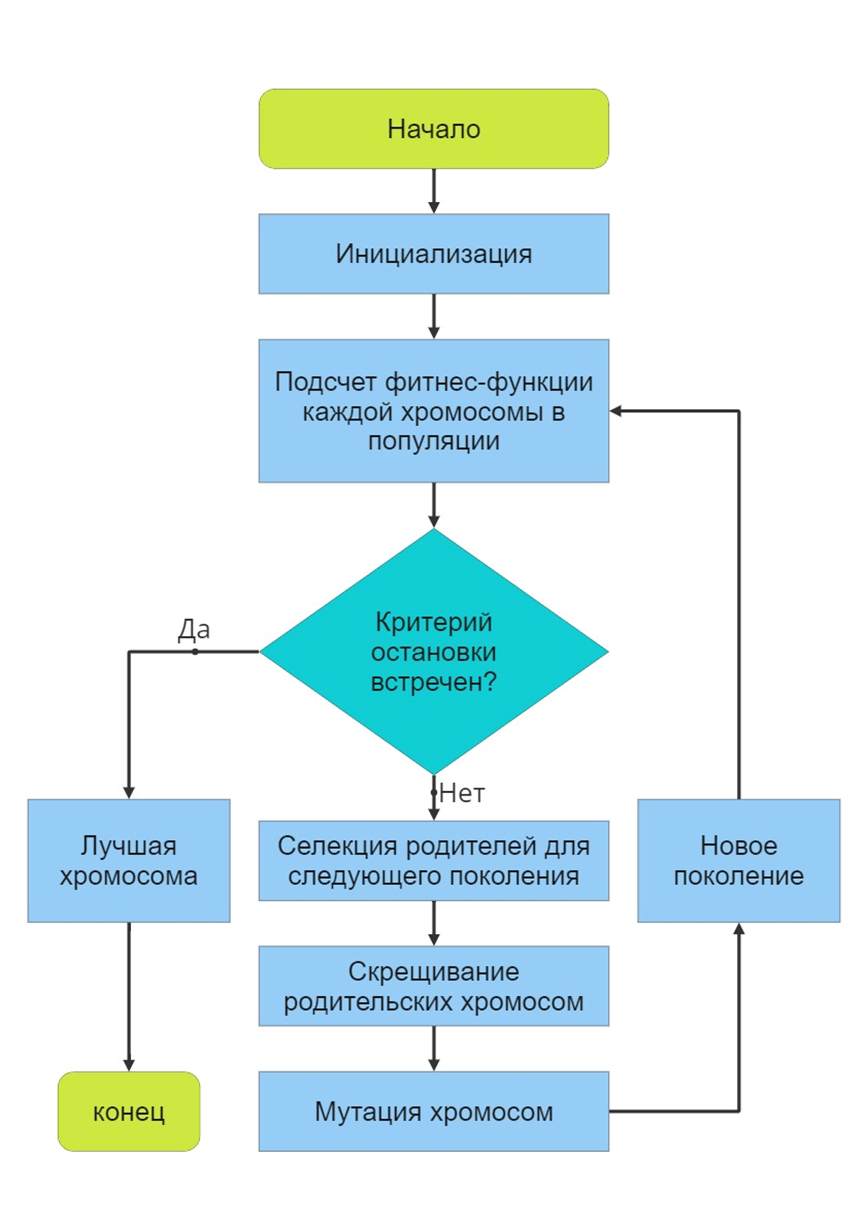 Начало
Инициализация
Подсчет фитнес-функции
каждой хромосомы в
популяции
Критерий
остановки
встречен?
Да
Нет
Лучшая
хромосома
Селекция родителей для
следующего поколения
Новое
поколение
Скрещивание
родительских хромосом
Мутация хромосом
конец